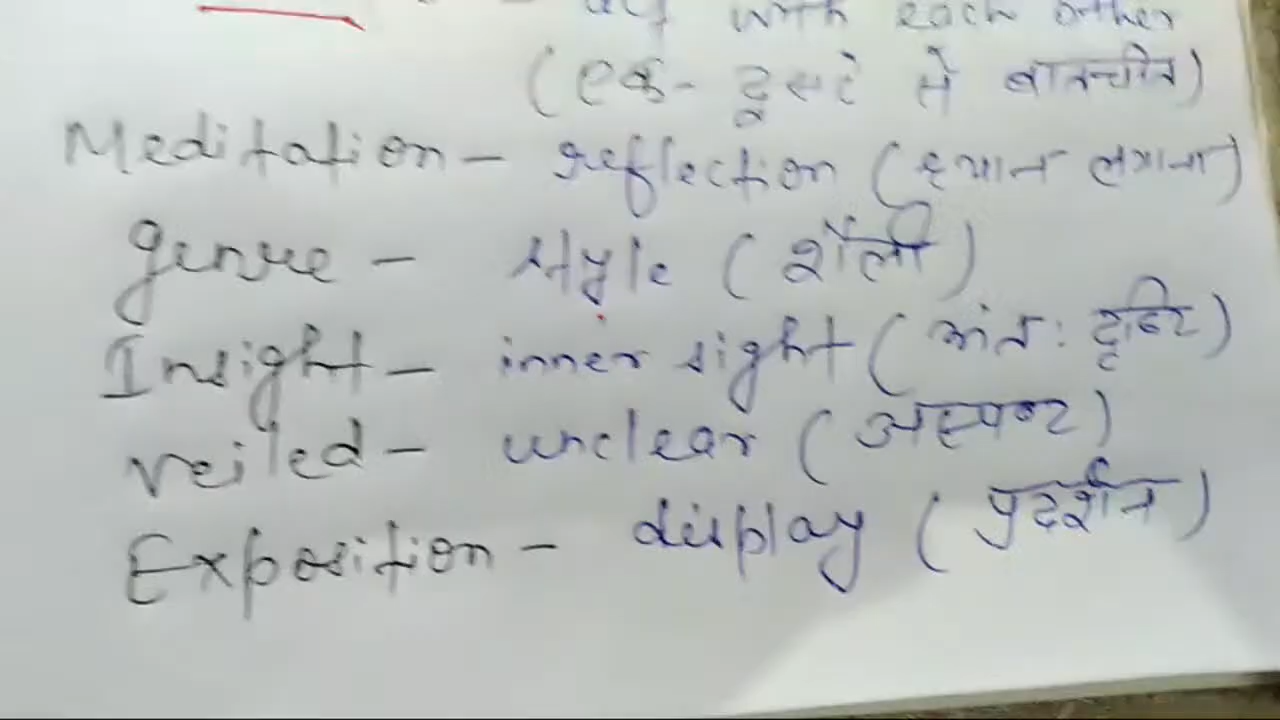 with each other
(एक- दूसरे से बातचीत)
Meditation - reflection (ध्यान लगाना)
genre - style (शैली)
Insight - inner sight (अंत: दृष्टि)
veiled - unclear (अस्पष्ट)
Exposition - display (प्रदर्शन)